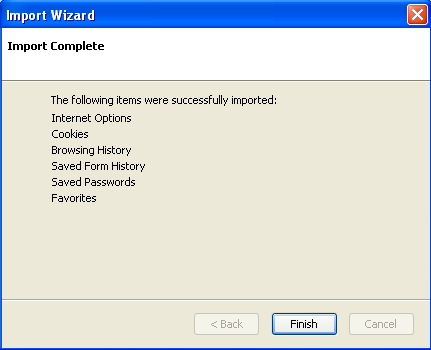 Import Wizard
Import Complete
The following items were successfully imported:
Internet Options
Cookies
Browsing History
Saved Form History
Saved Passwords
Favorites
< Back
Finish
Cancel